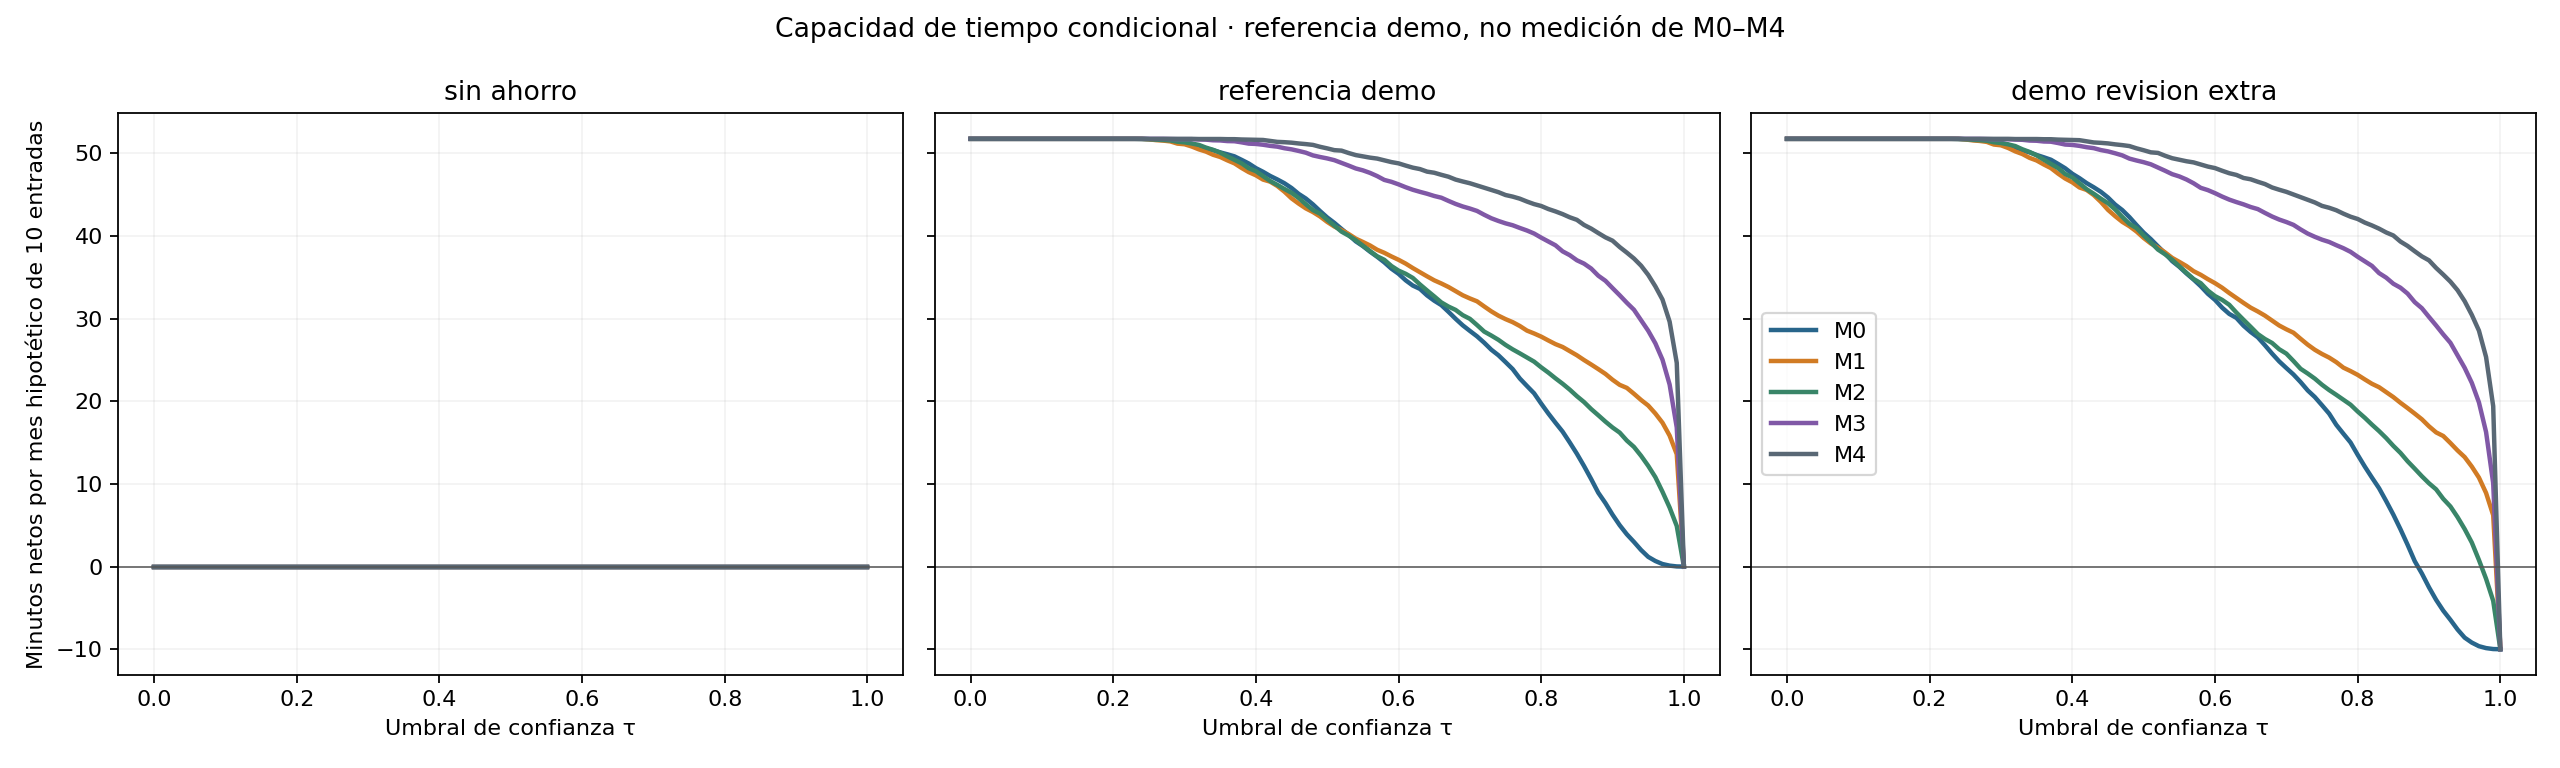 Capacidad de tiempo condicional · referencia demo, no medición de M0–M4
sin ahorro
referencia demo
demo revision extra
Minutos netos por mes hipotético de 10 entradas
50
40
30
20
10
0
−10
M0
M1
M2
M3
M4
0.0 0.2 0.4 0.6 0.8 1.0
0.0 0.2 0.4 0.6 0.8 1.0
0.0 0.2 0.4 0.6 0.8 1.0
Umbral de confianza τ
Umbral de confianza τ
Umbral de confianza τ